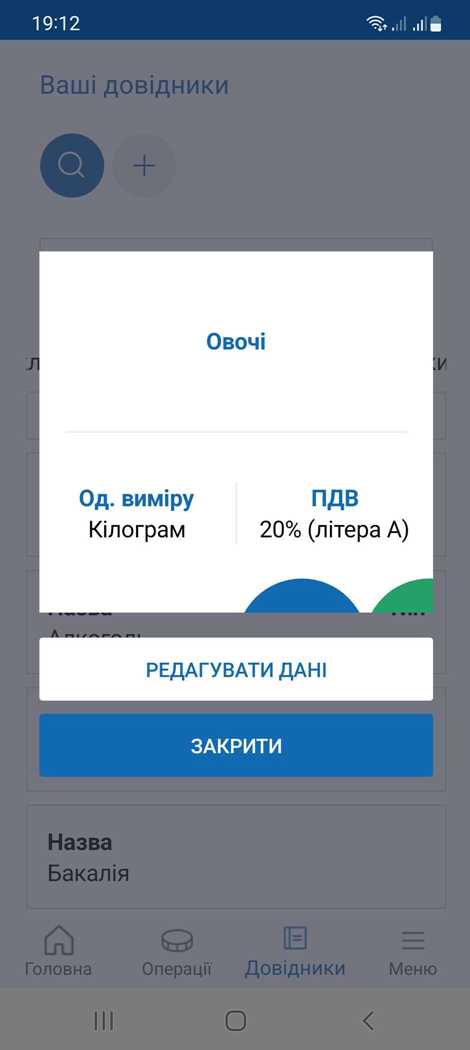 19:12
Ваші довідники
Овочі
Од. виміру
Кілограм
ПДВ
20% (літера А)
РЕДАГУВАТИ ДАНІ
ЗАКРИТИ
Назва
Бакалія
Головна
Операції
Довідники
Меню